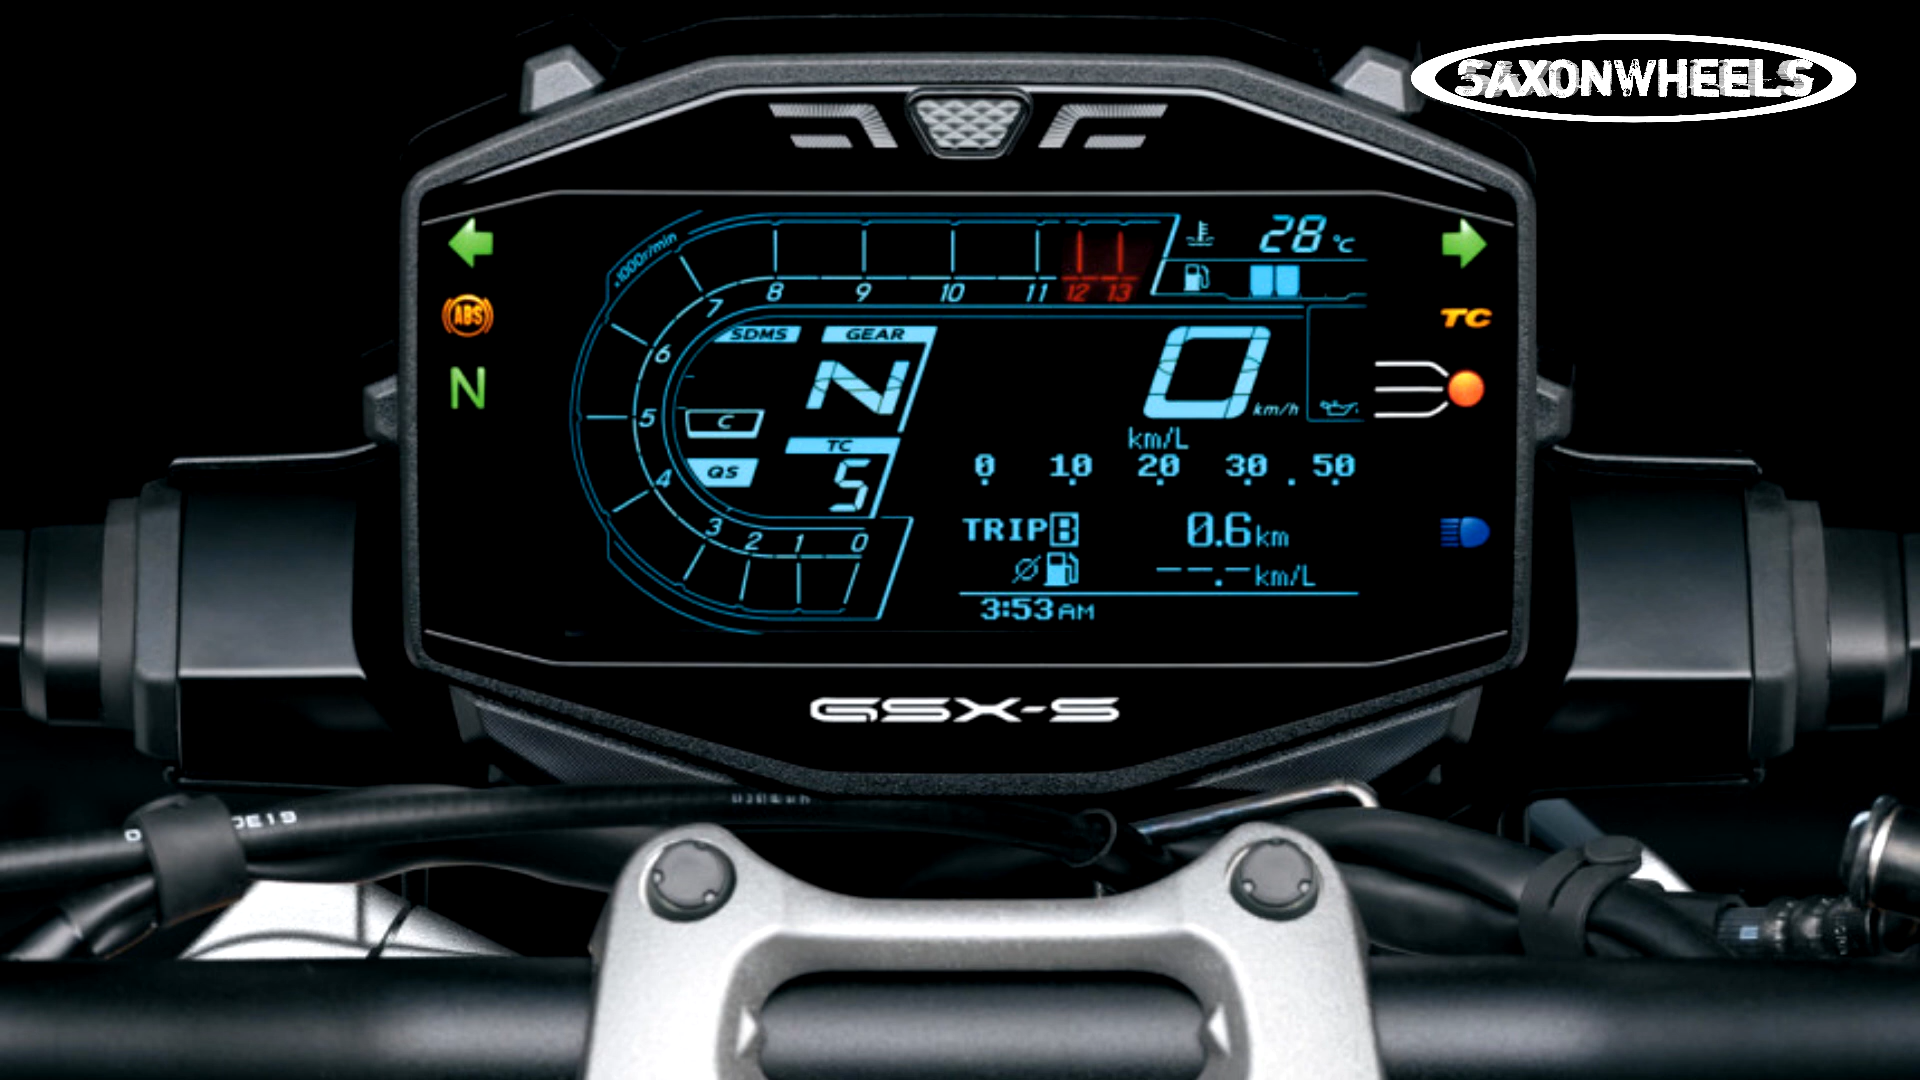 SAXONWHEELS
x1000r/min
8 9 10 11 12 13
28 °C
7
ABS
TC
SDMS GEAR
6
N
N
0 km/h
5
C
TC
km/L
0 10 20 30 . 50
4
QS
5
3 2 1 0
TRIP B 0.6 km
--.- km/L
3:53 AM
GSX-S
DE19